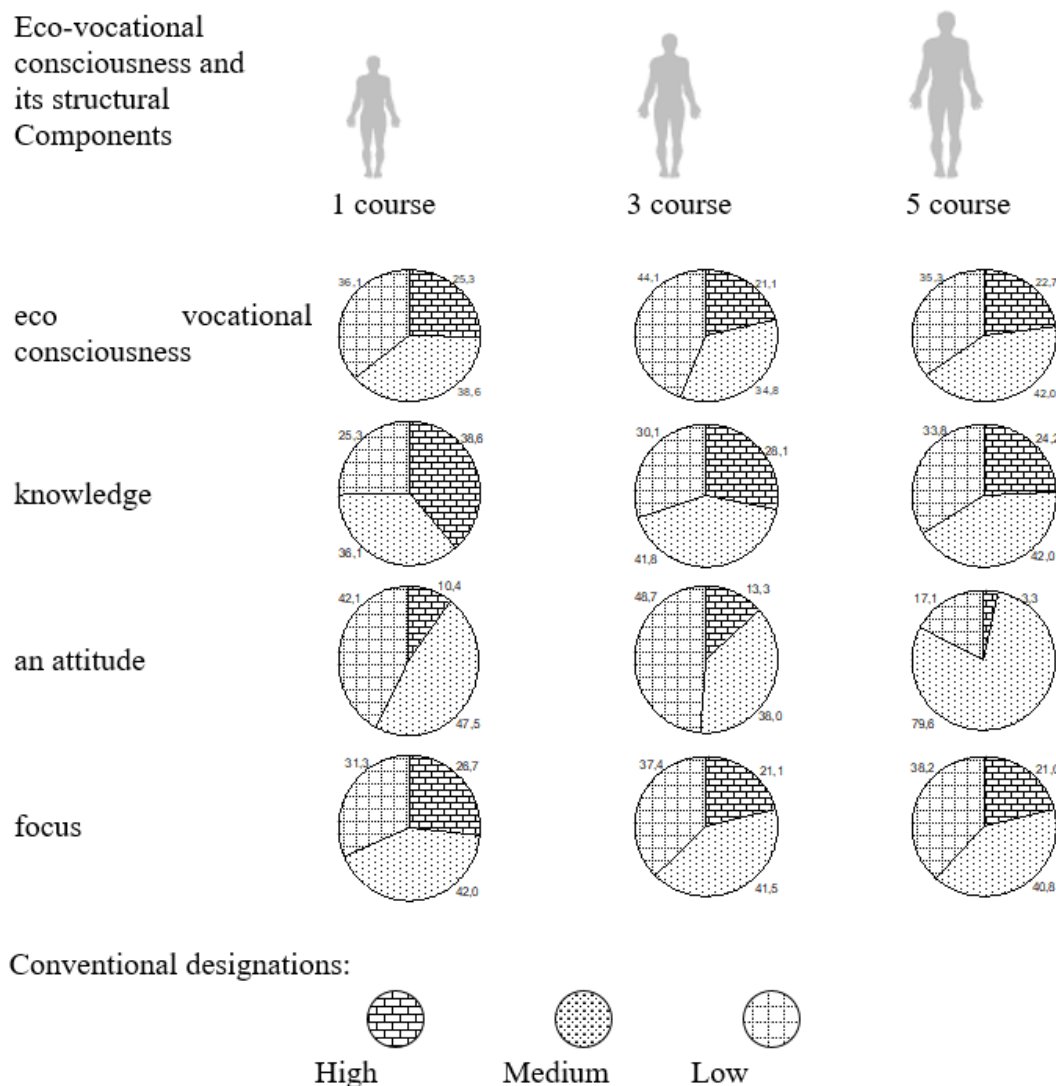 Eco-vocational
consciousness and
its structural
Components
1 course
3 course
5 course
eco vocational
consciousness
36,1
25,3
38,6
44,1
21,1
34,8
35,3
22,7
42,0
knowledge
25,3
38,6
36,1
30,1
28,1
41,8
33,8
24,2
42,0
an attitude
42,1
10,4
47,5
48,7
13,3
38,0
17,1
3,3
79,6
focus
31,3
26,7
42,0
37,4
21,1
41,5
38,2
21,0
40,8
Conventional designations:
High
Medium
Low